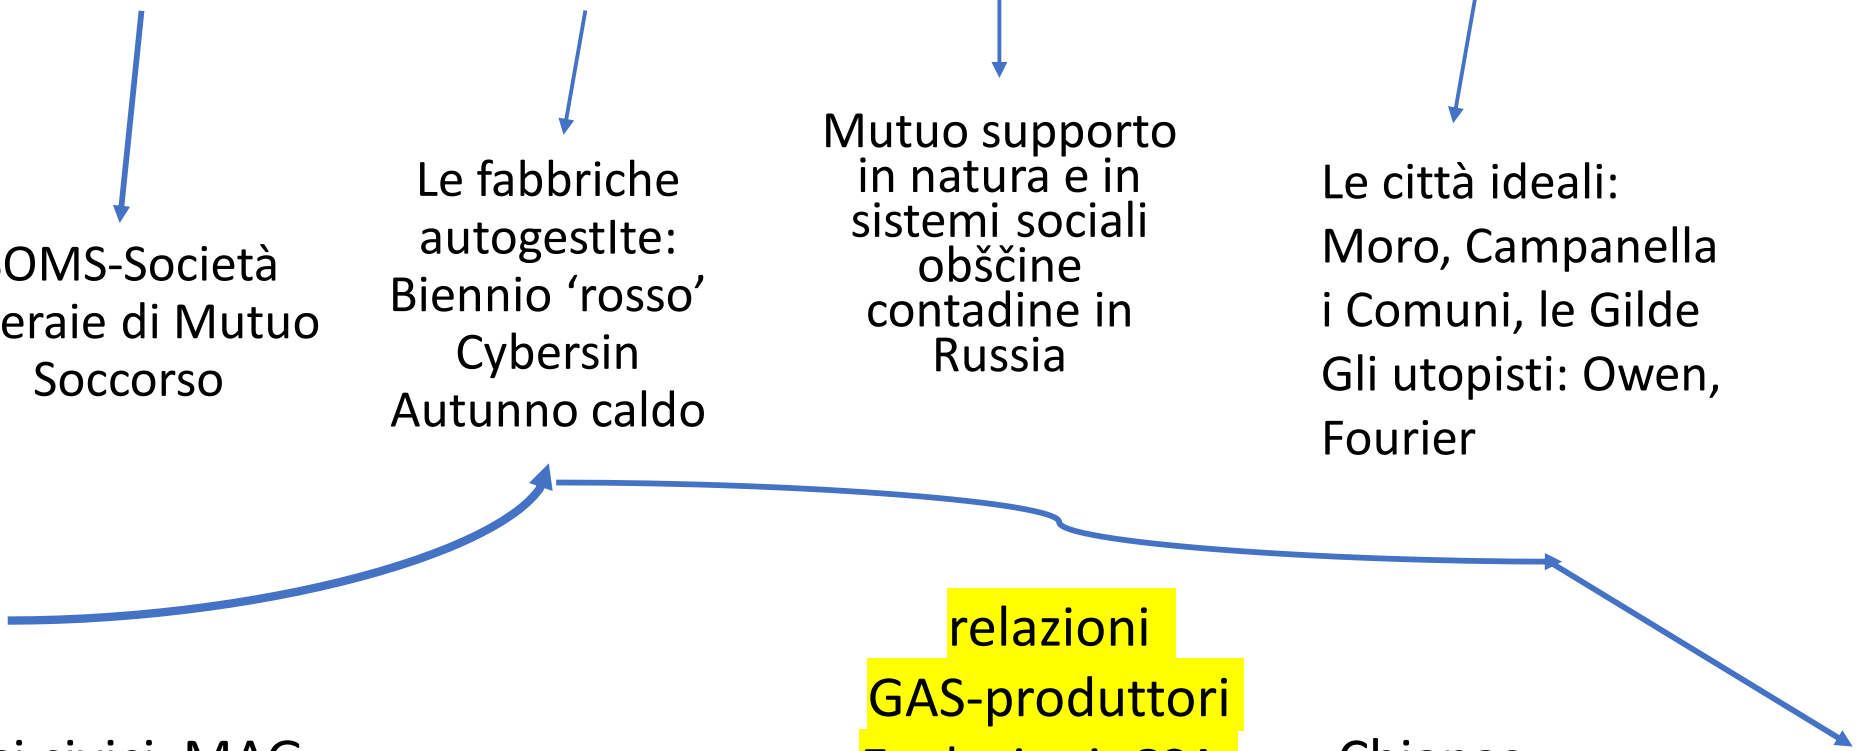 OMS-Società
eraie di Mutuo
Soccorso
Le fabbriche
autogestIte:
Biennio ‘rosso’
Cybersin
Autunno caldo
Mutuo supporto
in natura e in
sistemi sociali
obščine
contadine in
Russia
Le città ideali:
Moro, Campanella
i Comuni, le Gilde
Gli utopisti: Owen,
Fourier
relazioni
GAS-produttori
civici, MAG